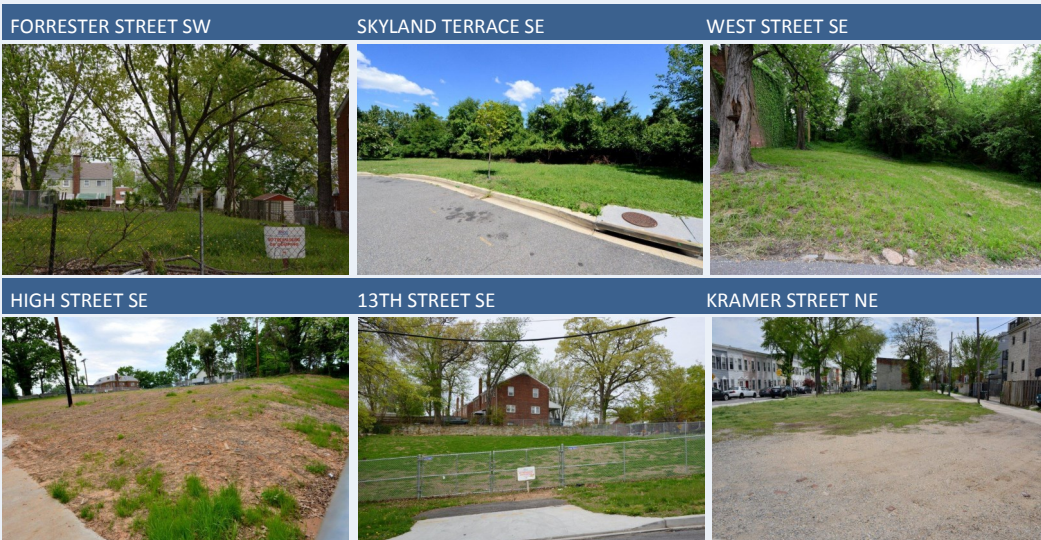 FORRESTER STREET SW
SKYLAND TERRACE SE
WEST STREET SE
HIGH STREET SE
13TH STREET SE
KRAMER STREET NE